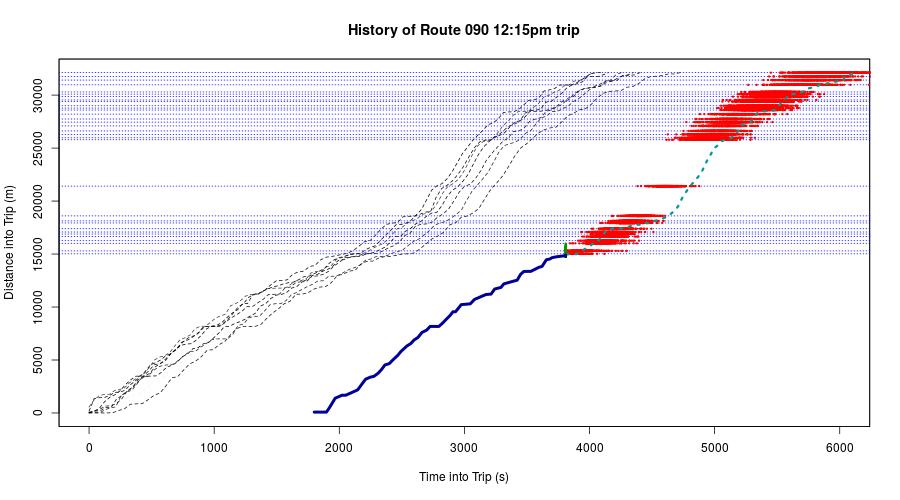 History of Route 090 12:15pm trip
Distance into Trip (m)
30000
25000
20000
15000
10000
5000
0
0 1000 2000 3000 4000 5000 6000
Time into Trip (s)